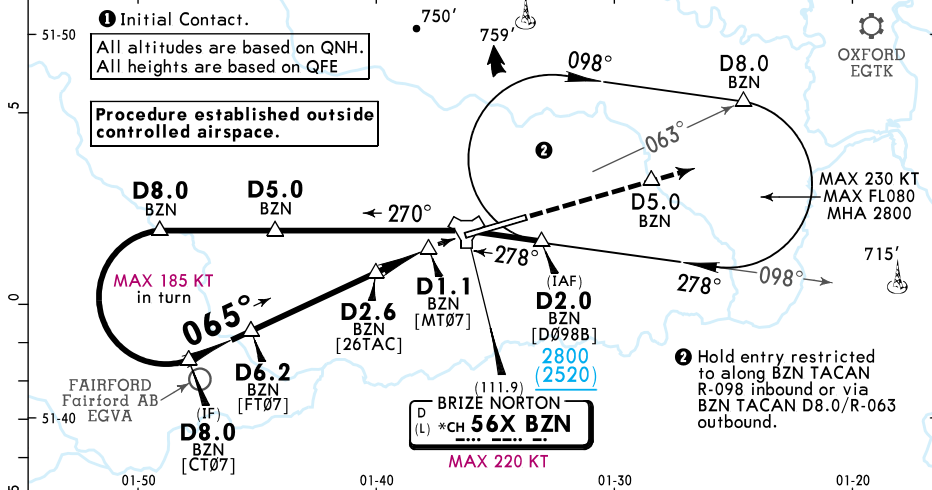 ❶ Initial Contact.
All altitudes are based on QNH.
All heights are based on QFE
Procedure established outside
controlled airspace.
51-50
5
0
51-40
5
01-50
01-40
01-30
01-20
750'
759'
098°
D8.0
BZN
OXFORD
EGTK
063°
❷
D5.0
BZN
MAX 230 KT
MAX FL080
MHA 2800
715'
D8.0
BZN
D5.0
BZN
270°
278°
278°
098°
MAX 185 KT
in turn
065°
D1.1
BZN
[MTØ7]
D2.6
BZN
[26TAC]
D6.2
BZN
[FTØ7]
FAIRFORD
Fairford AB
EGVA
(IF)
D8.0
BZN
[CTØ7]
(IAF)
D2.0
BZN
[DØ98B]
2800
(2520)
(111.9)
BRIZE NORTON
D
(L) *CH 56X BZN
MAX 220 KT
❷ Hold entry restricted
to along BZN TACAN
R-098 inbound or via
BZN TACAN D8.0/R-063
outbound.